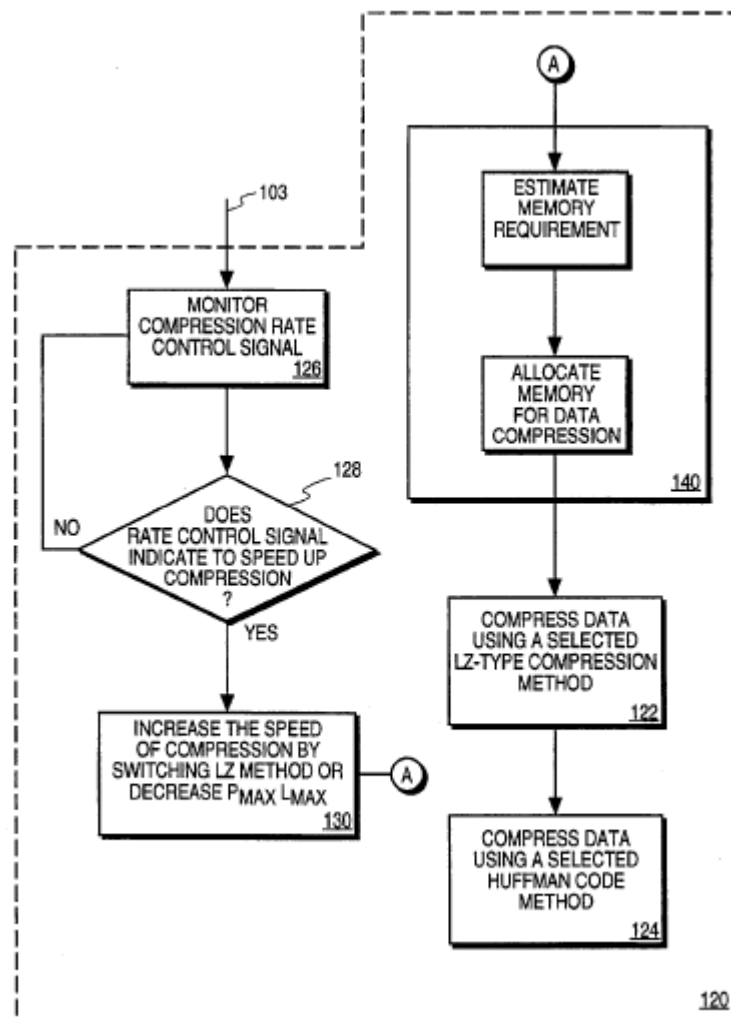 103
MONITOR
COMPRESSION RATE
CONTROL SIGNAL
126
128
DOES
RATE CONTROL SIGNAL
INDICATE TO SPEED UP
COMPRESSION
?
NO
YES
INCREASE THE SPEED
OF COMPRESSION BY
SWITCHING LZ METHOD OR
DECREASE PMAX LMAX
130
A
A
ESTIMATE
MEMORY
REQUIREMENT
ALLOCATE
MEMORY
FOR DATA
COMPRESSION
140
COMPRESS DATA
USING A SELECTED
LZ-TYPE COMPRESSION
METHOD
122
COMPRESS DATA
USING A SELECTED
HUFFMAN CODE
METHOD
124
120